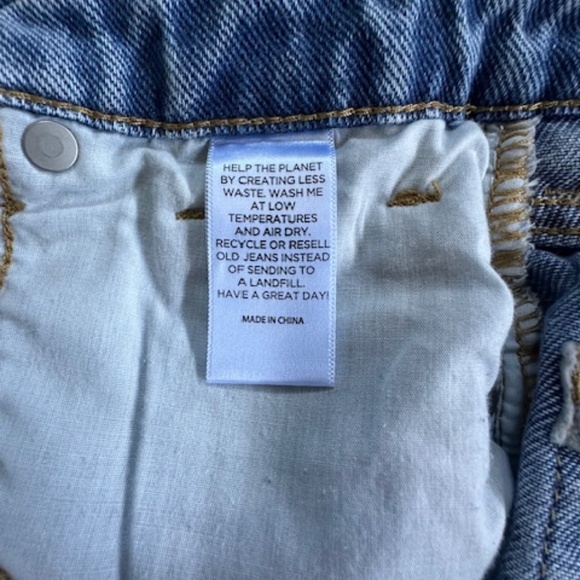 HELP THE PLANET
BY CREATING LESS
WASTE. WASH ME
AT LOW
TEMPERATURES
AND AIR DRY.
RECYCLE OR RESELL
OLD JEANS INSTEAD
OF SENDING TO
A LANDFILL.
HAVE A GREAT DAY!
MADE IN CHINA